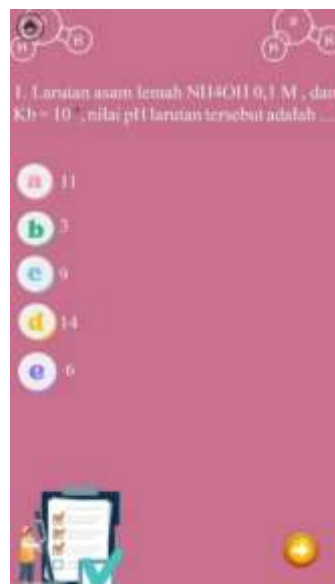 1. Larutan asam lemah NH4OH 0,1 M , dan
Kb = 10 , nilai pH larutan tersebut adalah ...
a 11
b 3
c 9
d 14
e 6
H
H